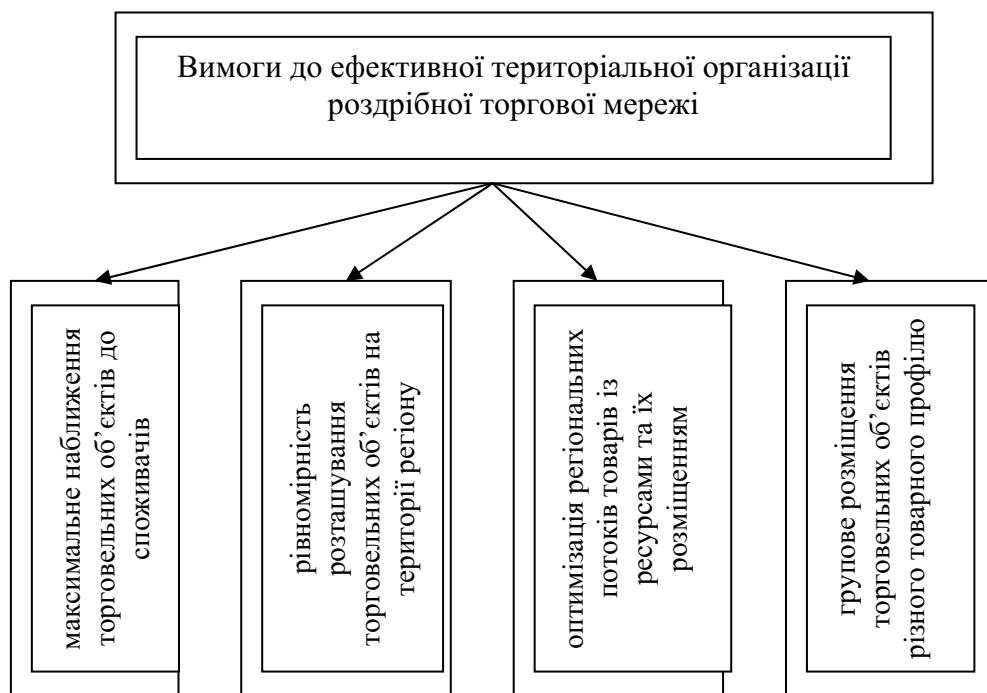 Вимоги до ефективної територіальної організації
роздрібної торгової мережі
максимальне наближення
торговельних об’єктів до
споживачів
рівномірність
розташування
торговельних об’єктів на
території регіону
оптимізація регіональних
потоків товарів із
ресурсами та їх
розміщенням
групове розміщення
торговельних об’єктів
різного товарного профілю